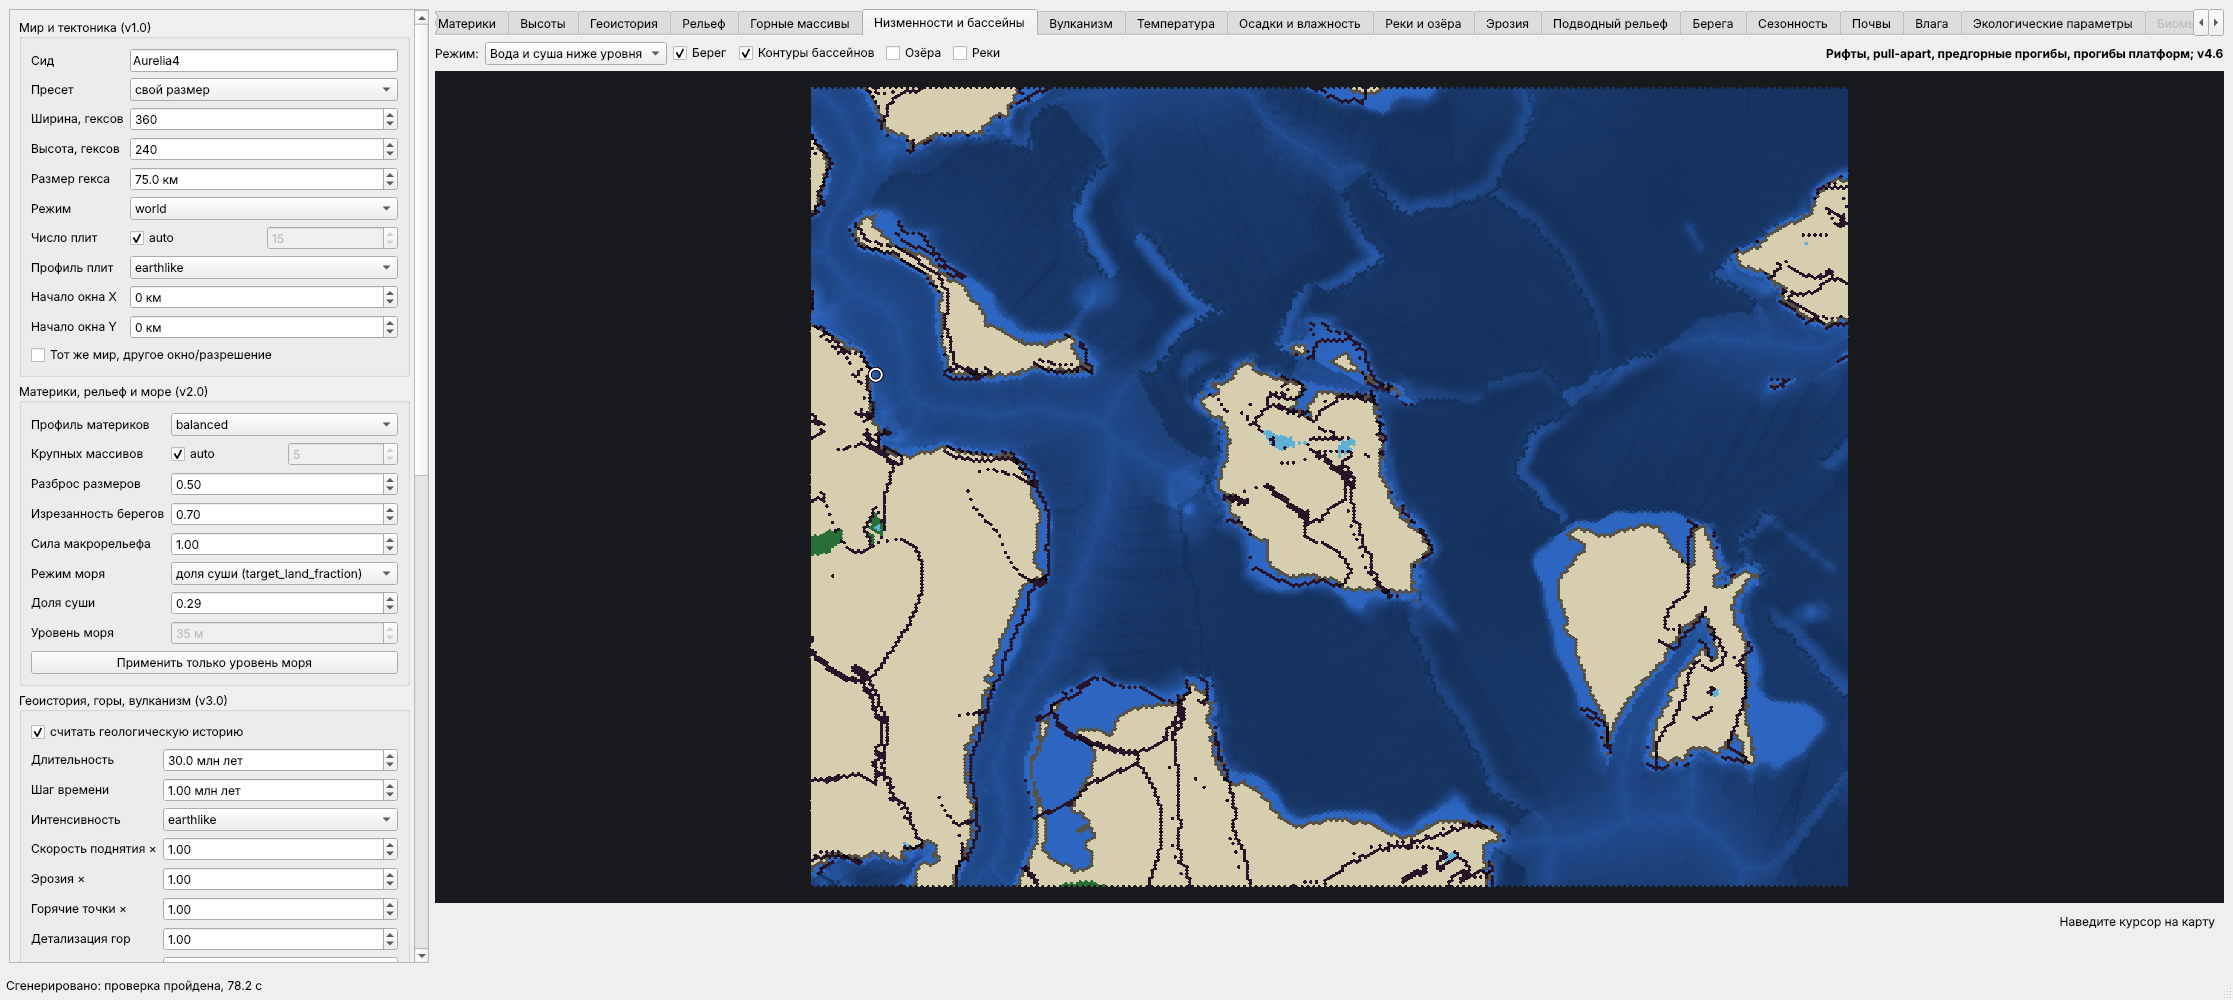 Мир и тектоника (v1.0)
Сид Aurelia4
Пресет свой размер
Ширина, гексов 360
Высота, гексов 240
Размер гекса 75.0 км
Режим world
Число плит auto 15
Профиль плит earthlike
Начало окна X 0 км
Начало окна Y 0 км
Тот же мир, другое окно/разрешение
Материки, рельеф и море (v2.0)
Профиль материков balanced
Крупных массивов auto 5
Разброс размеров 0.50
Изрезанность берегов 0.70
Сила макрорельефа 1.00
Режим моря доля суши (target_land_fraction)
Доля суши 0.29
Уровень моря 35 м
Применить только уровень моря
Геоистория, горы, вулканизм (v3.0)
считать геологическую историю
Длительность 30.0 млн лет
Шаг времени 1.00 млн лет
Интенсивность earthlike
Скорость поднятия × 1.00
Эрозия × 1.00
Горячие точки × 1.00
Детализация гор 1.00
Сгенерировано: проверка пройдена, 78.2 с
Материки Высоты Геоистория Рельеф Горные массивы Низменности и бассейны Вулканизм Температура Осадки и влажность Реки и озёра Эрозия Подводный рельеф Берега Сезонность Почвы Влага Экологические параметры
Режим: Вода и суша ниже уровня Берег Контуры бассейнов Озёра Реки Рифты, pull-apart, предгорные прогибы, прогибы платформ; v4.6
Наведите курсор на карту